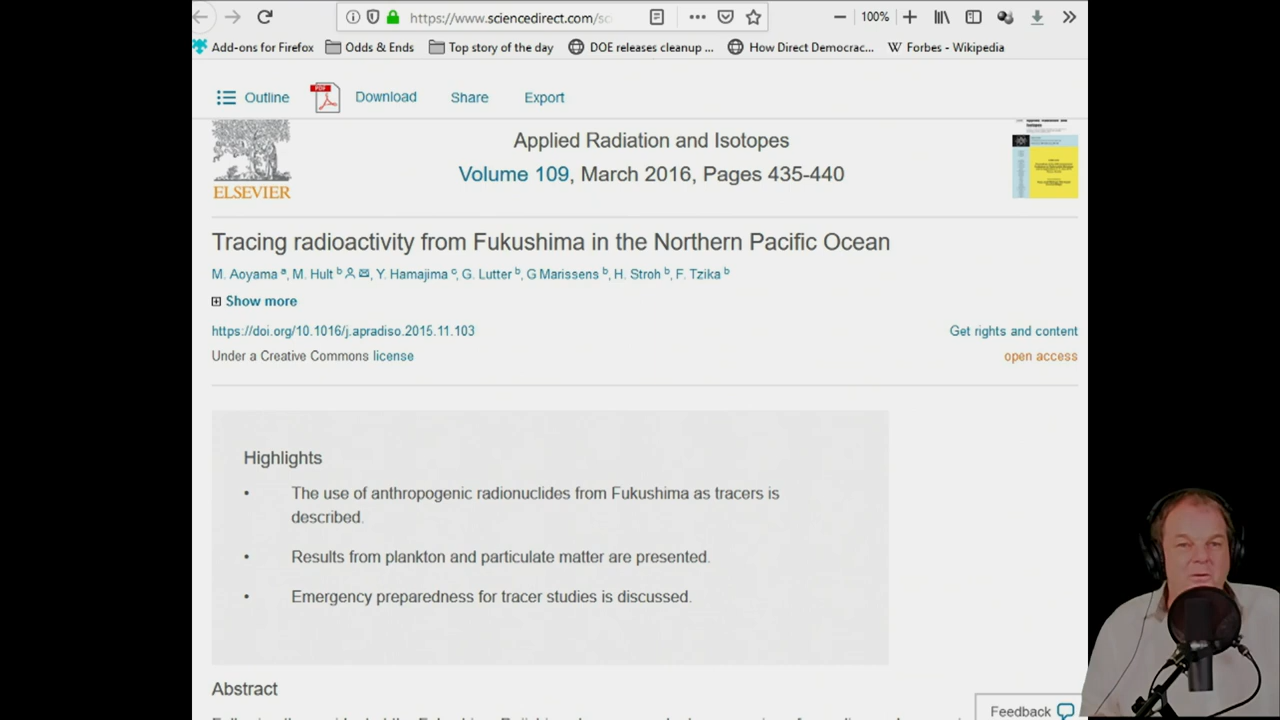 https://www.sciencedirect.com/sc
100%
Add-ons for Firefox
Odds & Ends
Top story of the day
DOE releases cleanup ...
How Direct Democrac...
W Forbes - Wikipedia
Outline
PDF
Download
Share
Export
ELSEVIER
Applied Radiation and Isotopes
Volume 109, March 2016, Pages 435-440
Tracing radioactivity from Fukushima in the Northern Pacific Ocean
M. Aoyama a, M. Hult b, Y. Hamajima c, G. Lutter b, G Marissens b, H. Stroh b, F. Tzika b
Show more
https://doi.org/10.1016/j.apradiso.2015.11.103
Get rights and content
Under a Creative Commons license
open access
Highlights
• The use of anthropogenic radionuclides from Fukushima as tracers is
described.
• Results from plankton and particulate matter are presented.
• Emergency preparedness for tracer studies is discussed.
Abstract
Feedback